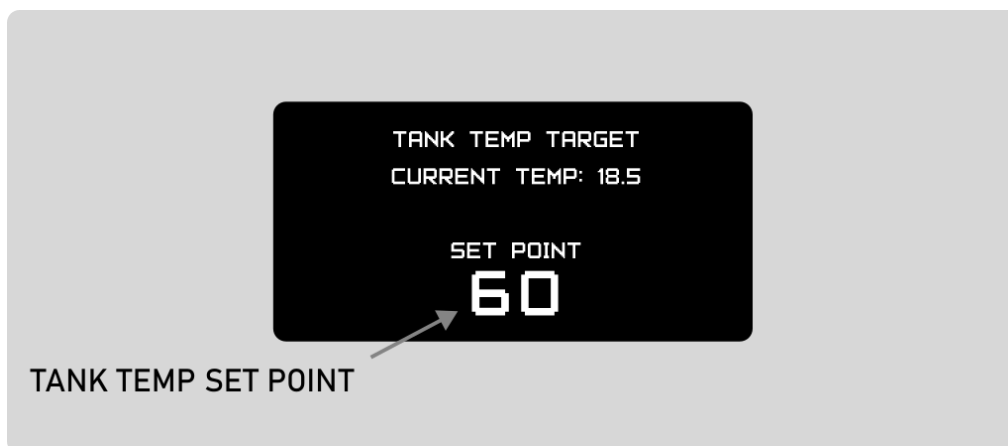 TANK TEMP TARGET
CURRENT TEMP: 18.5
SET POINT
60
TANK TEMP SET POINT